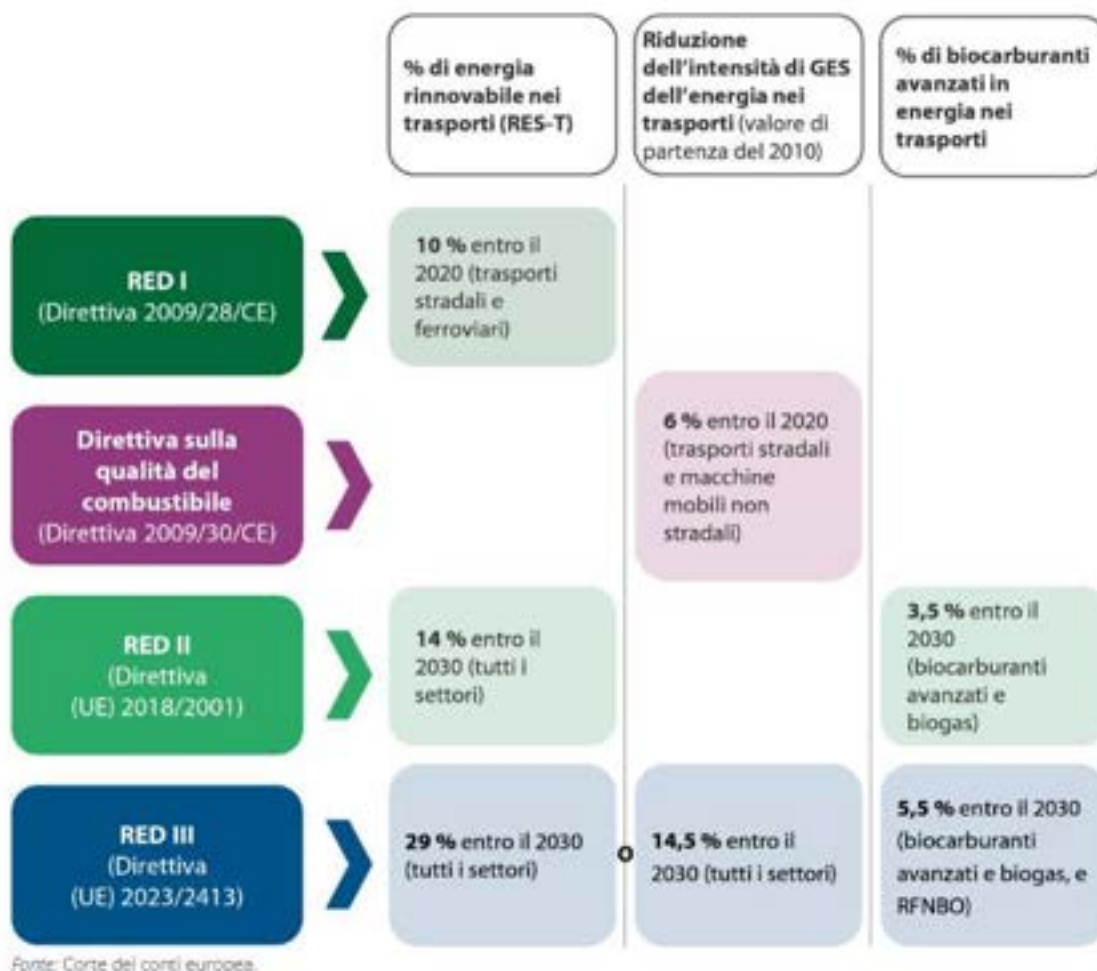 % di energia
rinnovabile nei
trasporti (RES-T)
Riduzione
dell'intensità di GES
dell'energia nei
trasporti (valore di
partenza del 2010)
% di biocarburanti
avanzati in
energia nei
trasporti
RED I
(Direttiva 2009/28/CE)
10 % entro il
2020 (trasporti
stradali e
ferroviari)
Direttiva sulla
qualità del
combustibile
(Direttiva 2009/30/CE)
6 % entro il 2020
(trasporti stradali
e macchine
mobili non
stradali)
RED II
(Direttiva
(UE) 2018/2001)
14 % entro il
2030 (tutti i
settori)
3,5 % entro il
2030
(biocarburanti
avanzati e
biogas)
RED III
(Direttiva
(UE) 2023/2413)
29 % entro il 2030
(tutti i settori)
o
14,5 % entro il
2030 (tutti i settori)
5,5 % entro il 2030
(biocarburanti
avanzati e biogas, e
RFNBO)
Fonte: Corte dei conti europea.